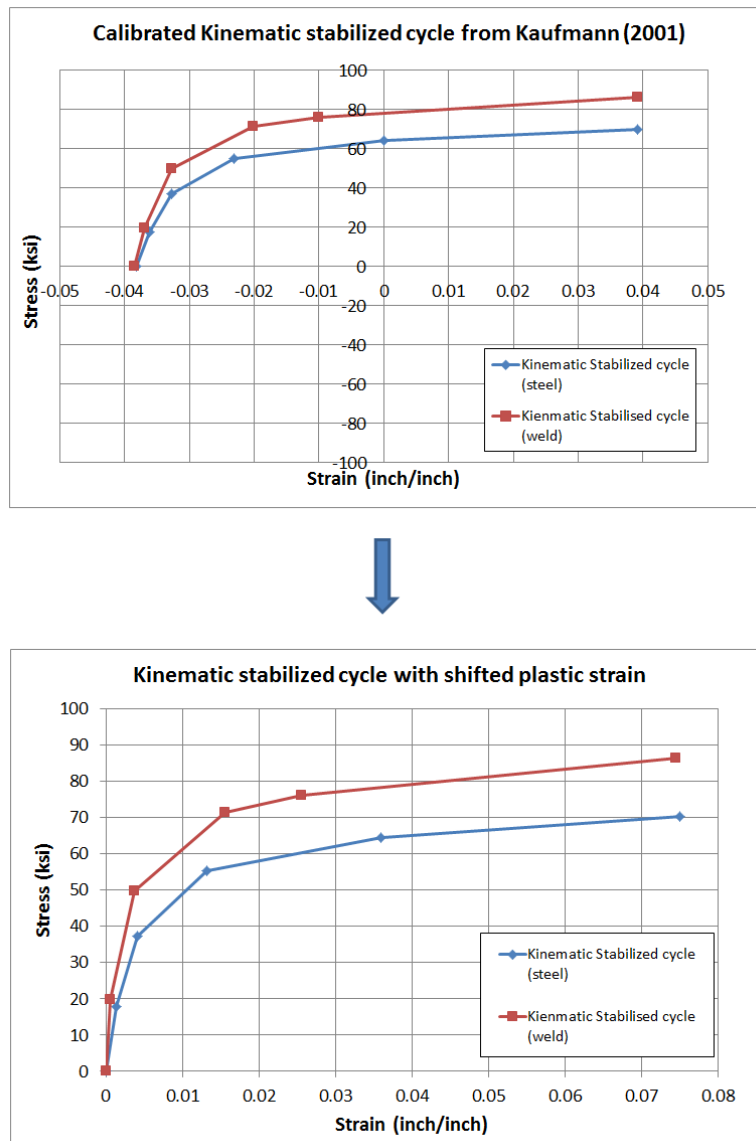 Calibrated Kinematic stabilized cycle from Kaufmann (2001)
100
80
60
40
20
0
-0.05 -0.04 -0.03 -0.02 -0.01 0 0.01 0.02 0.03 0.04 0.05
-20
-40
-60
-80
-100
Stress (ksi)
Strain (inch/inch)
Kinematic Stabilized cycle
(steel)
Kienmatic Stabilised cycle
(weld)
Kinematic stabilized cycle with shifted plastic strain
100
90
80
70
60
50
40
30
20
10
0
0 0.01 0.02 0.03 0.04 0.05 0.06 0.07 0.08
Stress (ksi)
Strain (inch/inch)
Kinematic Stabilized cycle
(steel)
Kienmatic Stabilised cycle
(weld)